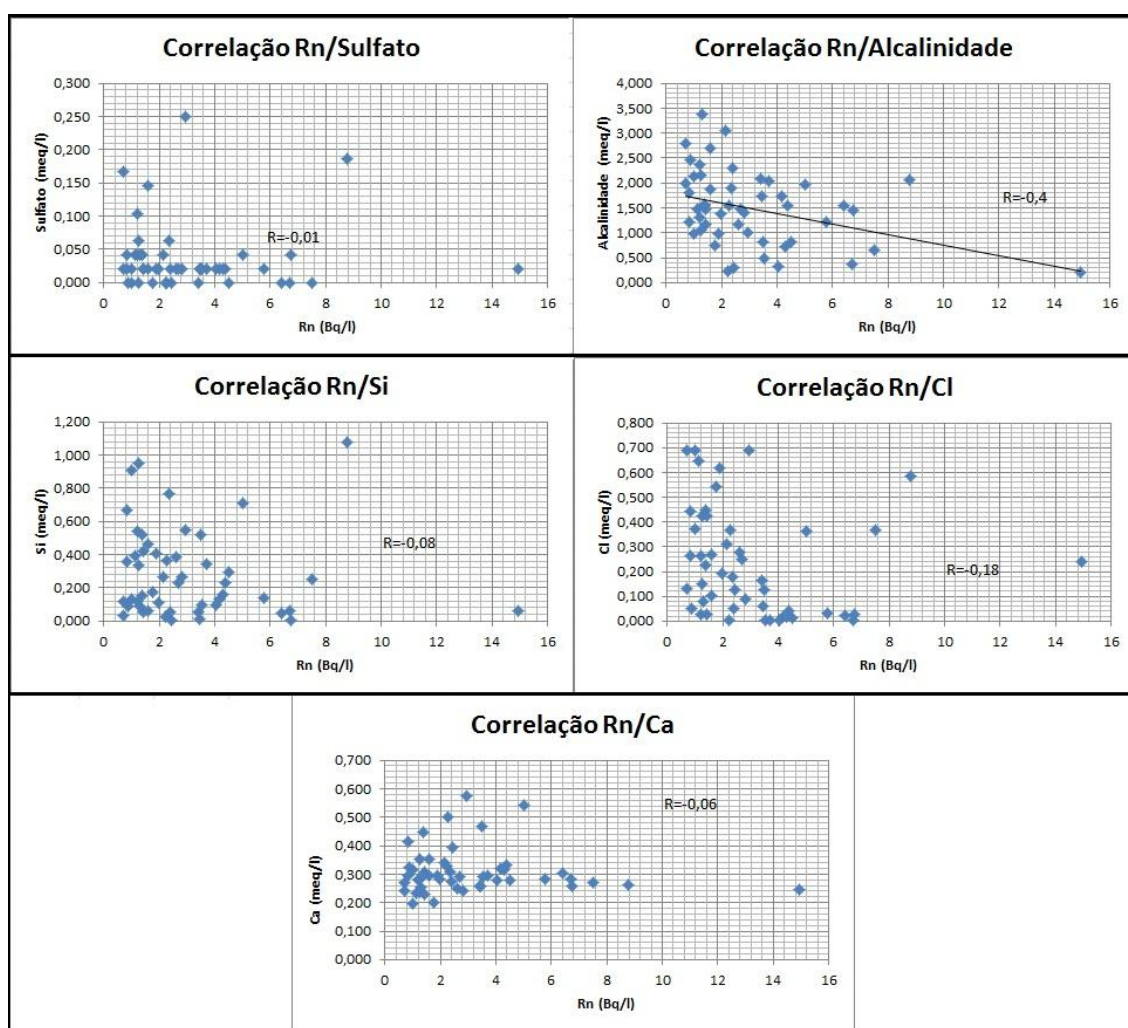 Correlação Rn/Sulfato
Sulfato (meq/l)
0,300
0,250
0,200
0,150
0,100
0,050
0,000
R=-0,01
0 2 4 6 8 10 12 14 16
Rn (Bq/l)
Correlação Rn/Alcalinidade
Alcalinidade (meq/l)
4,000
3,500
3,000
2,500
2,000
1,500
1,000
0,500
0,000
R=-0,4
0 2 4 6 8 10 12 14 16
Rn (Bq/l)
Correlação Rn/Si
Si (meq/l)
1,200
1,000
0,800
0,600
0,400
0,200
0,000
R=-0,08
0 2 4 6 8 10 12 14 16
Rn (Bq/l)
Correlação Rn/Cl
Cl (meq/l)
0,800
0,700
0,600
0,500
0,400
0,300
0,200
0,100
0,000
R=-0,18
0 2 4 6 8 10 12 14 16
Rn (Bq/l)
Correlação Rn/Ca
Ca (meq/l)
0,700
0,600
0,500
0,400
0,300
0,200
0,100
0,000
R=-0,06
0 2 4 6 8 10 12 14 16
Rn (Bq/l)